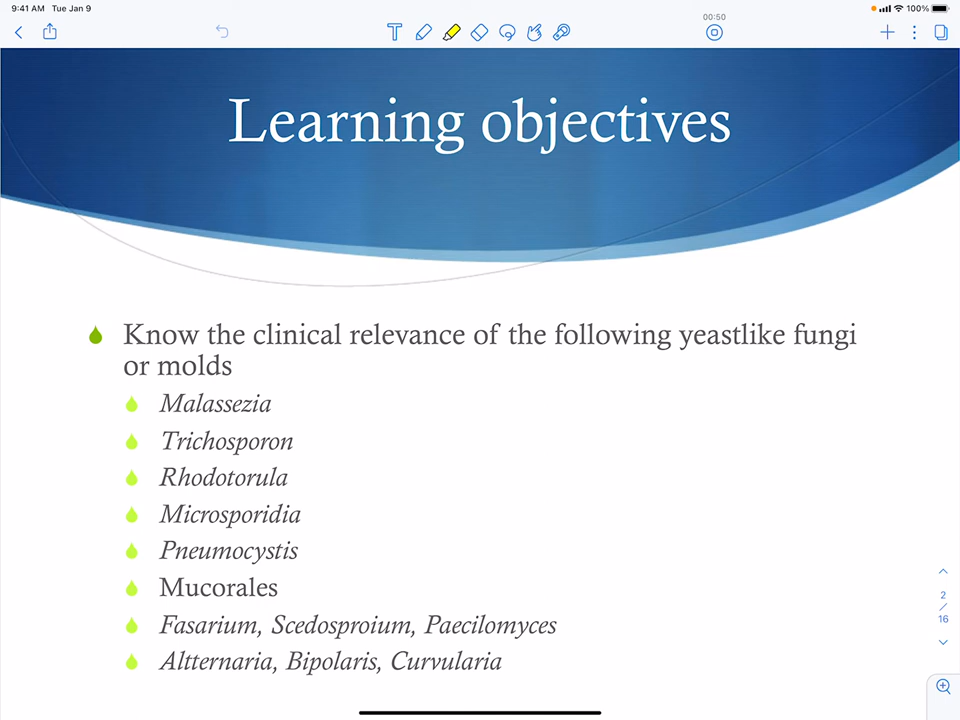 9:41 AM Tue Jan 9
100%
00:50
Learning objectives
Know the clinical relevance of the following yeastlike fungi
or molds
Malassezia
Trichosporon
Rhodotorula
Microsporidia
Pneumocystis
Mucorales
Fasarium, Scedosproium, Paecilomyces
Altternaria, Bipolaris, Curvularia
2
/
16